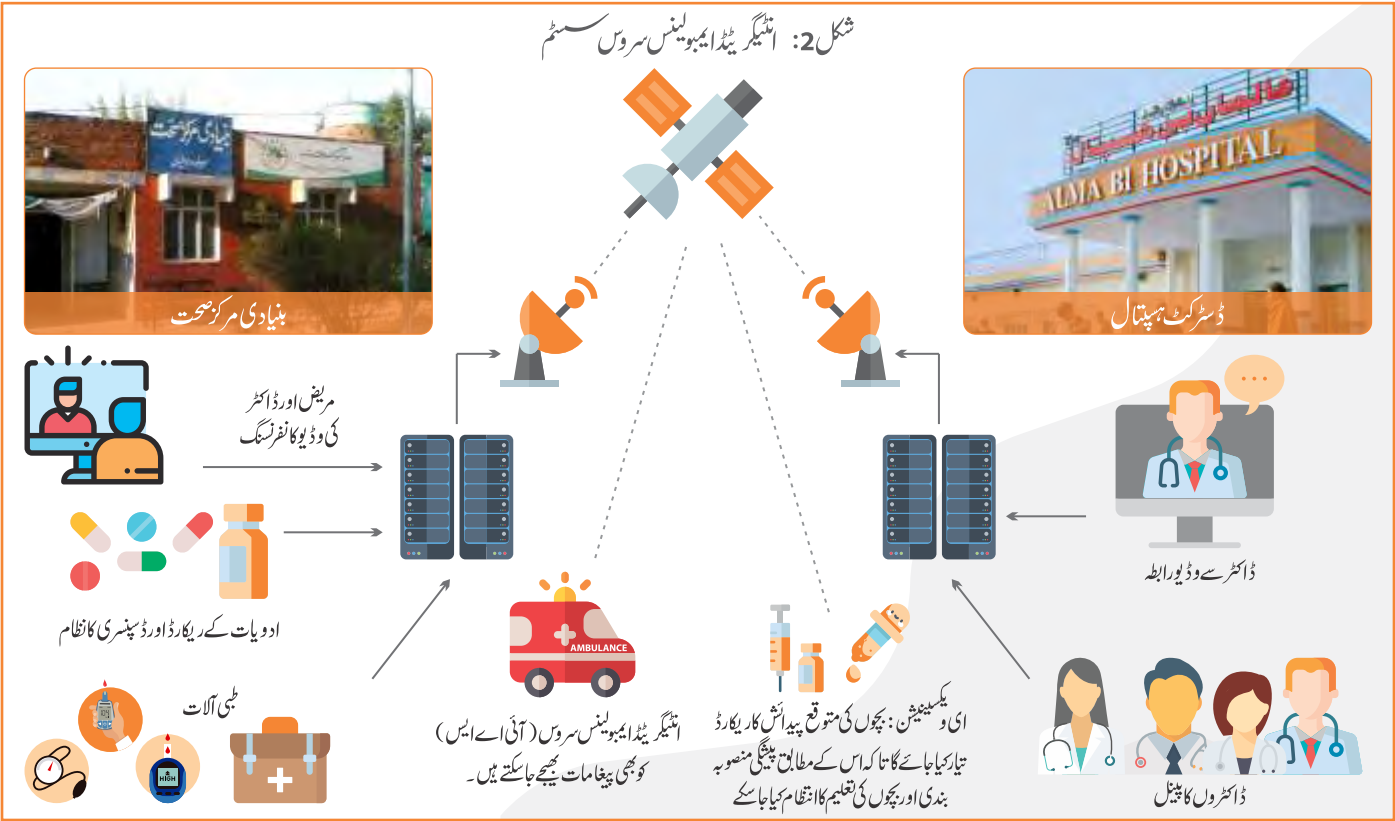 شکل 2: انٹیگریٹڈ ایمبولینس سروس سسٹم
بنیادی مرکز صحت
بنیادی مرکز صحت
ALMA BI HOSPITAL
ڈسٹرکٹ ہسپتال
مریض اور ڈاکٹر
کی وڈیو کانفرنسنگ
ادویات کے ریکارڈ اور ڈسپنسری کا نظام
طبی آلات
HIGH
AMBULANCE
انٹیگریٹڈ ایمبولینس سروس (آئی اے ایس)
کو بھی پیغامات بھیجے جاسکتے ہیں۔
ای ویکسینیشن: بچوں کی متوقع پیدائش کا ریکارڈ
تیار کیا جائے گا تاکہ اس کے مطابق پیشگی منصوبہ
بندی اور بچوں کی تعلیم کا انتظام کیا جاسکے
ڈاکٹر سے وڈیو رابطہ
ڈاکٹروں کا پینل